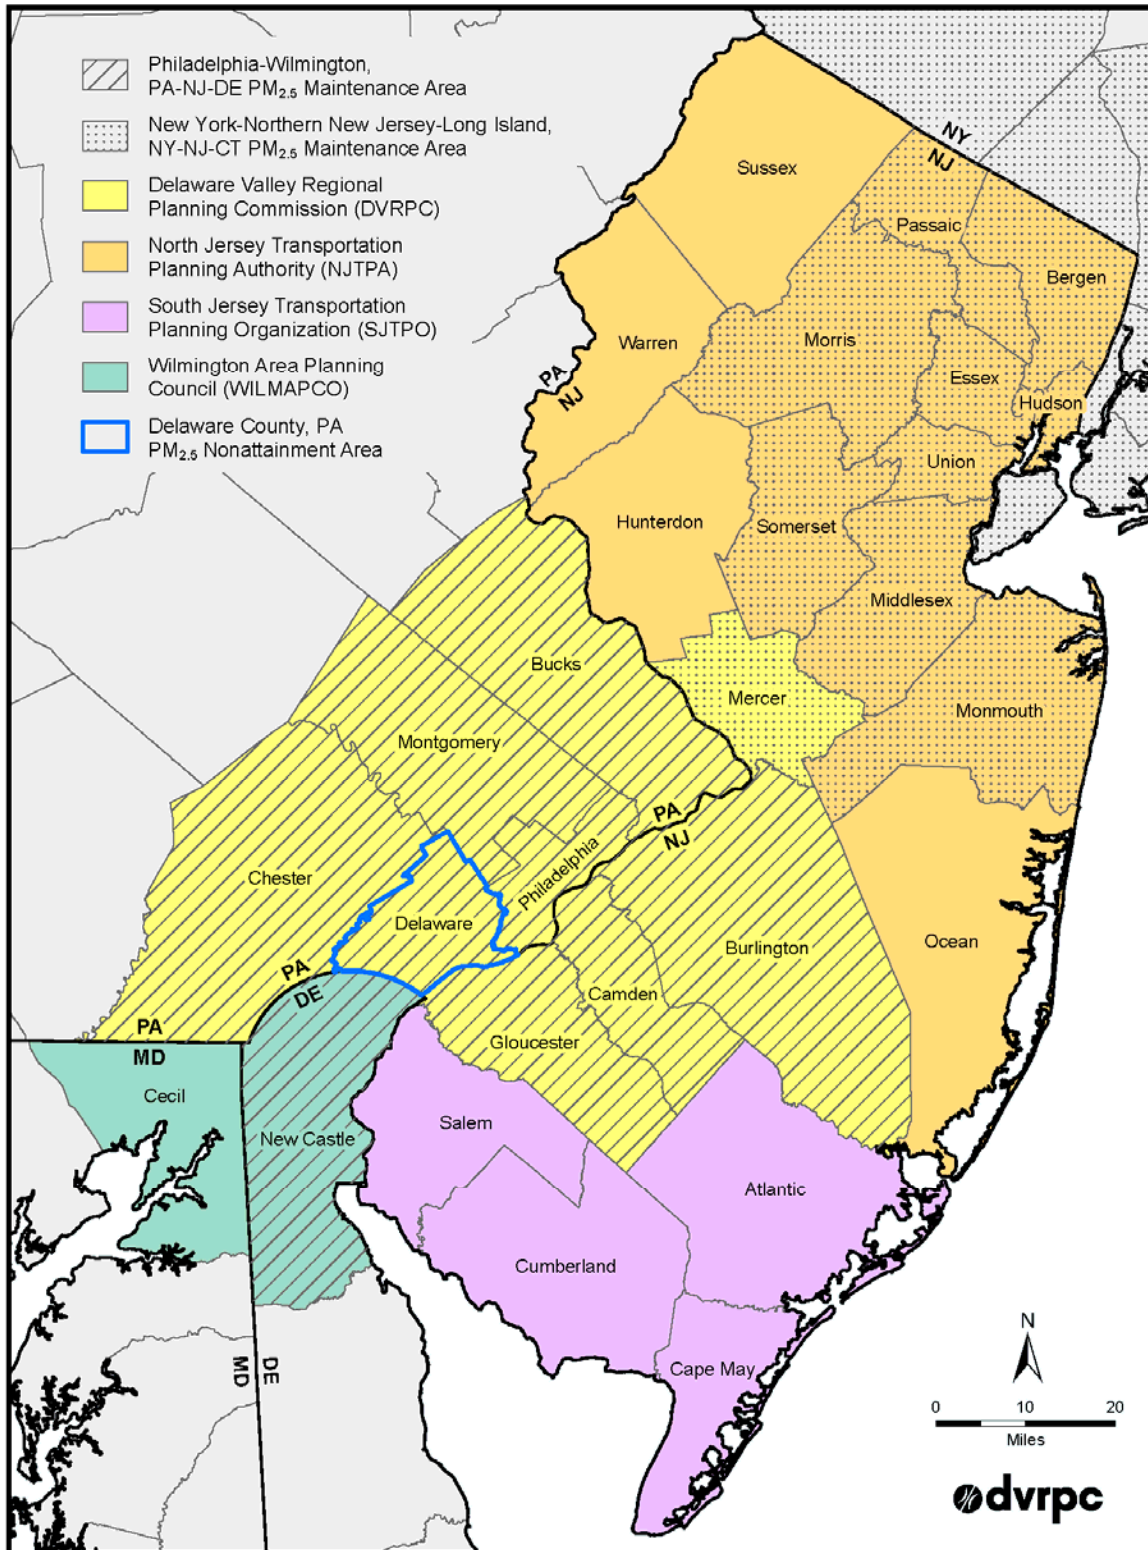 Philadelphia-Wilmington,
PA-NJ-DE PM2.5 Maintenance Area
New York-Northern New Jersey-Long Island,
NY-NJ-CT PM2.5 Maintenance Area
Delaware Valley Regional
Planning Commission (DVRPC)
North Jersey Transportation
Planning Authority (NJTPA)
South Jersey Transportation
Planning Organization (SJTPO)
Wilmington Area Planning
Council (WILMAPCO)
Delaware County, PA
PM2.5 Nonattainment Area
NY
NJ
Sussex
Passaic
Bergen
Warren
Morris
PA
NJ
Essex
Hudson
Union
Hunterdon
Somerset
Middlesex
Bucks
Mercer
Monmouth
Montgomery
PA
NJ
Philadelphia
Chester
Delaware
Burlington
Ocean
PA
DE
Camden
Gloucester
PA
MD
Cecil
New Castle
Salem
Atlantic
Cumberland
Cape May
MD
DE
N
0 10 20
Miles
dvrpc